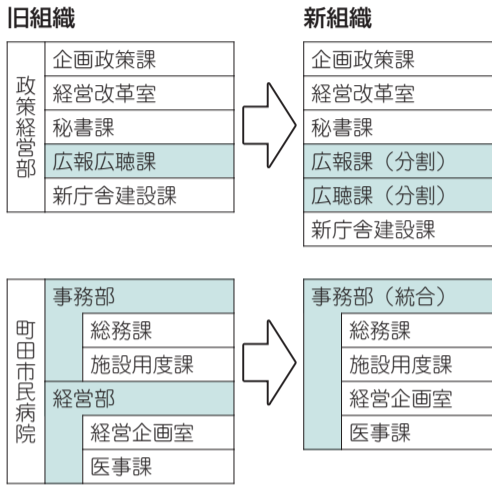 旧組織
政策経営部
企画政策課
経営改革室
秘書課
広報広聴課
新庁舎建設課
新組織
企画政策課
経営改革室
秘書課
広報課（分割）
広聴課（分割）
新庁舎建設課
町田市民病院
事務部
総務課
施設用度課
経営部
経営企画室
医事課
事務部（統合）
総務課
施設用度課
経営企画室
医事課